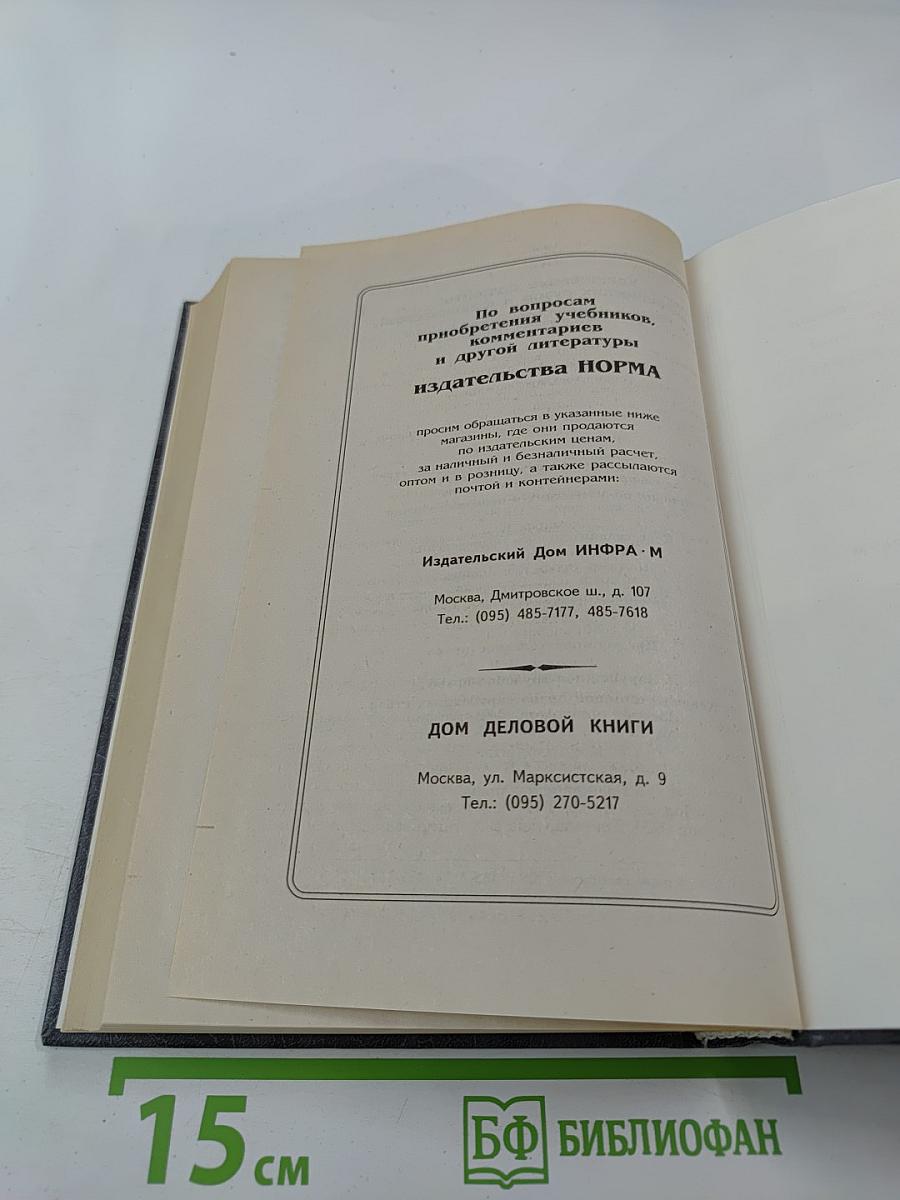 По вопросам
приобретения учебников,
комментариев
и другой литературы
издательства НОРМА
просим обращаться в указанные ниже
магазины, где они продаются
по издательским ценам,
за наличный и безналичный расчет,
оптом и в розницу, а также рассылаются
почтой и контейнерами:
Издательский Дом ИНФРА · М
Москва, Дмитровское ш., д. 107
Тел.: (095) 485-7177, 485-7618
ДОМ ДЕЛОВОЙ КНИГИ
Москва, ул. Марксистская, д. 9
Тел.: (095) 270-5217
15 см
БФ БИБЛИОФАН